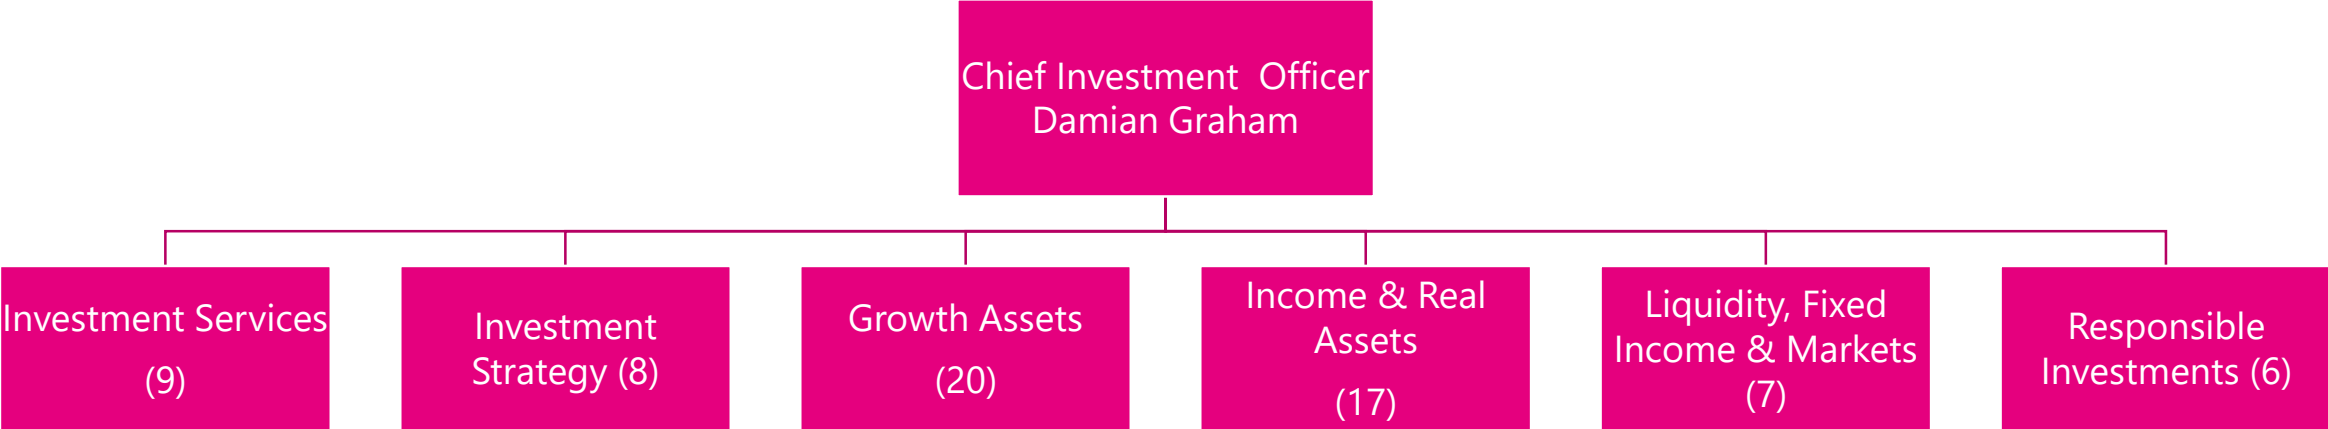 Chief Investment  Officer
Damian Graham
Investment Services
(9)
Investment
Strategy (8)
Growth Assets
(20)
Income & Real
Assets
(17)
Liquidity, Fixed
Income & Markets
(7)
Responsible
Investments (6)